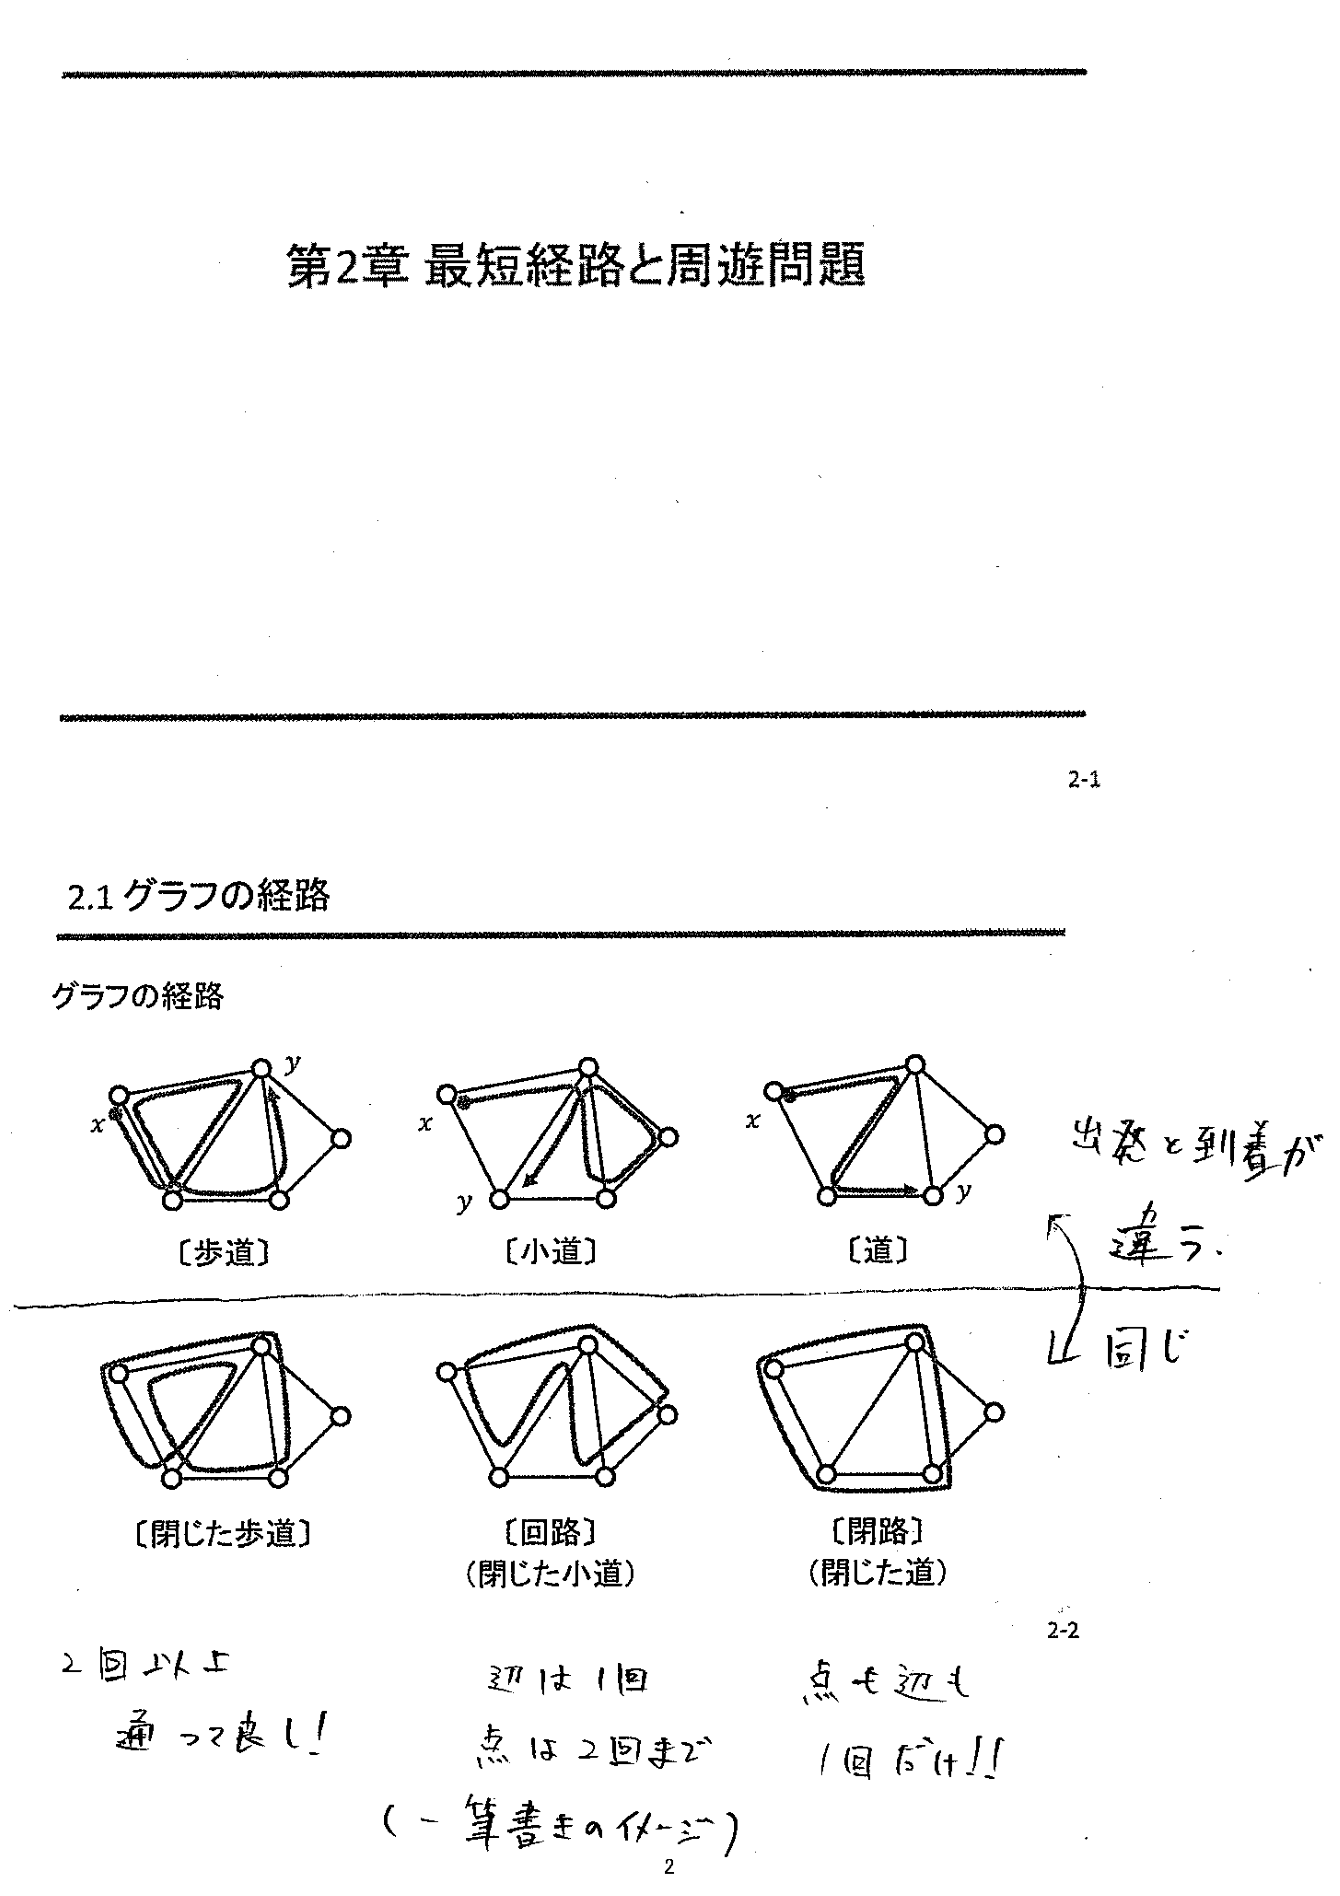 第2章 最短経路と周遊問題
2-1
2.1 グラフの経路
グラフの経路
x
y
x
y
x
y
〔歩道〕
〔小道〕
〔道〕
出発と到着が
違う.
同じ
〔閉じた歩道〕
〔回路〕
(閉じた小道)
〔閉路〕
(閉じた道)
2-2
2回以上
通って良し!
辺は1回
点は2回まで
(一筆書きのイメージ)
点も辺も
1回だけ!!
2